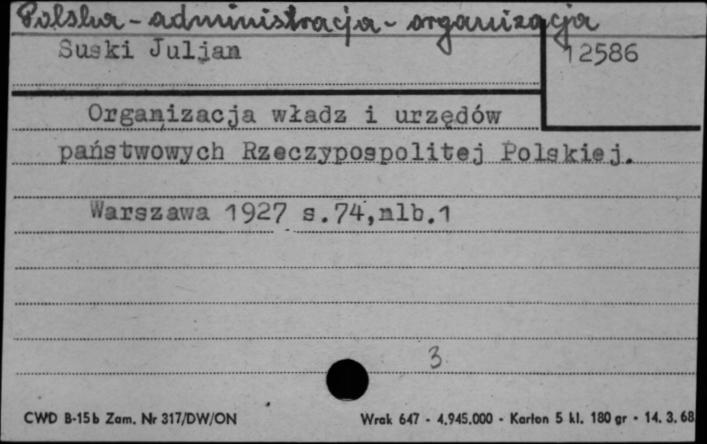 Polska - administracja - organizacja
Suski Juljan
12586
Organizacja władz i urzędów
państwowych Rzeczypospolitej Polskiej.
Warszawa 1927 s.74,nlb.1
3
CWD B-15b Zam. Nr 317/DW/ON
Wrak 647 - 4.945.000 - Karton 5 kl. 180 gr - 14. 3. 68